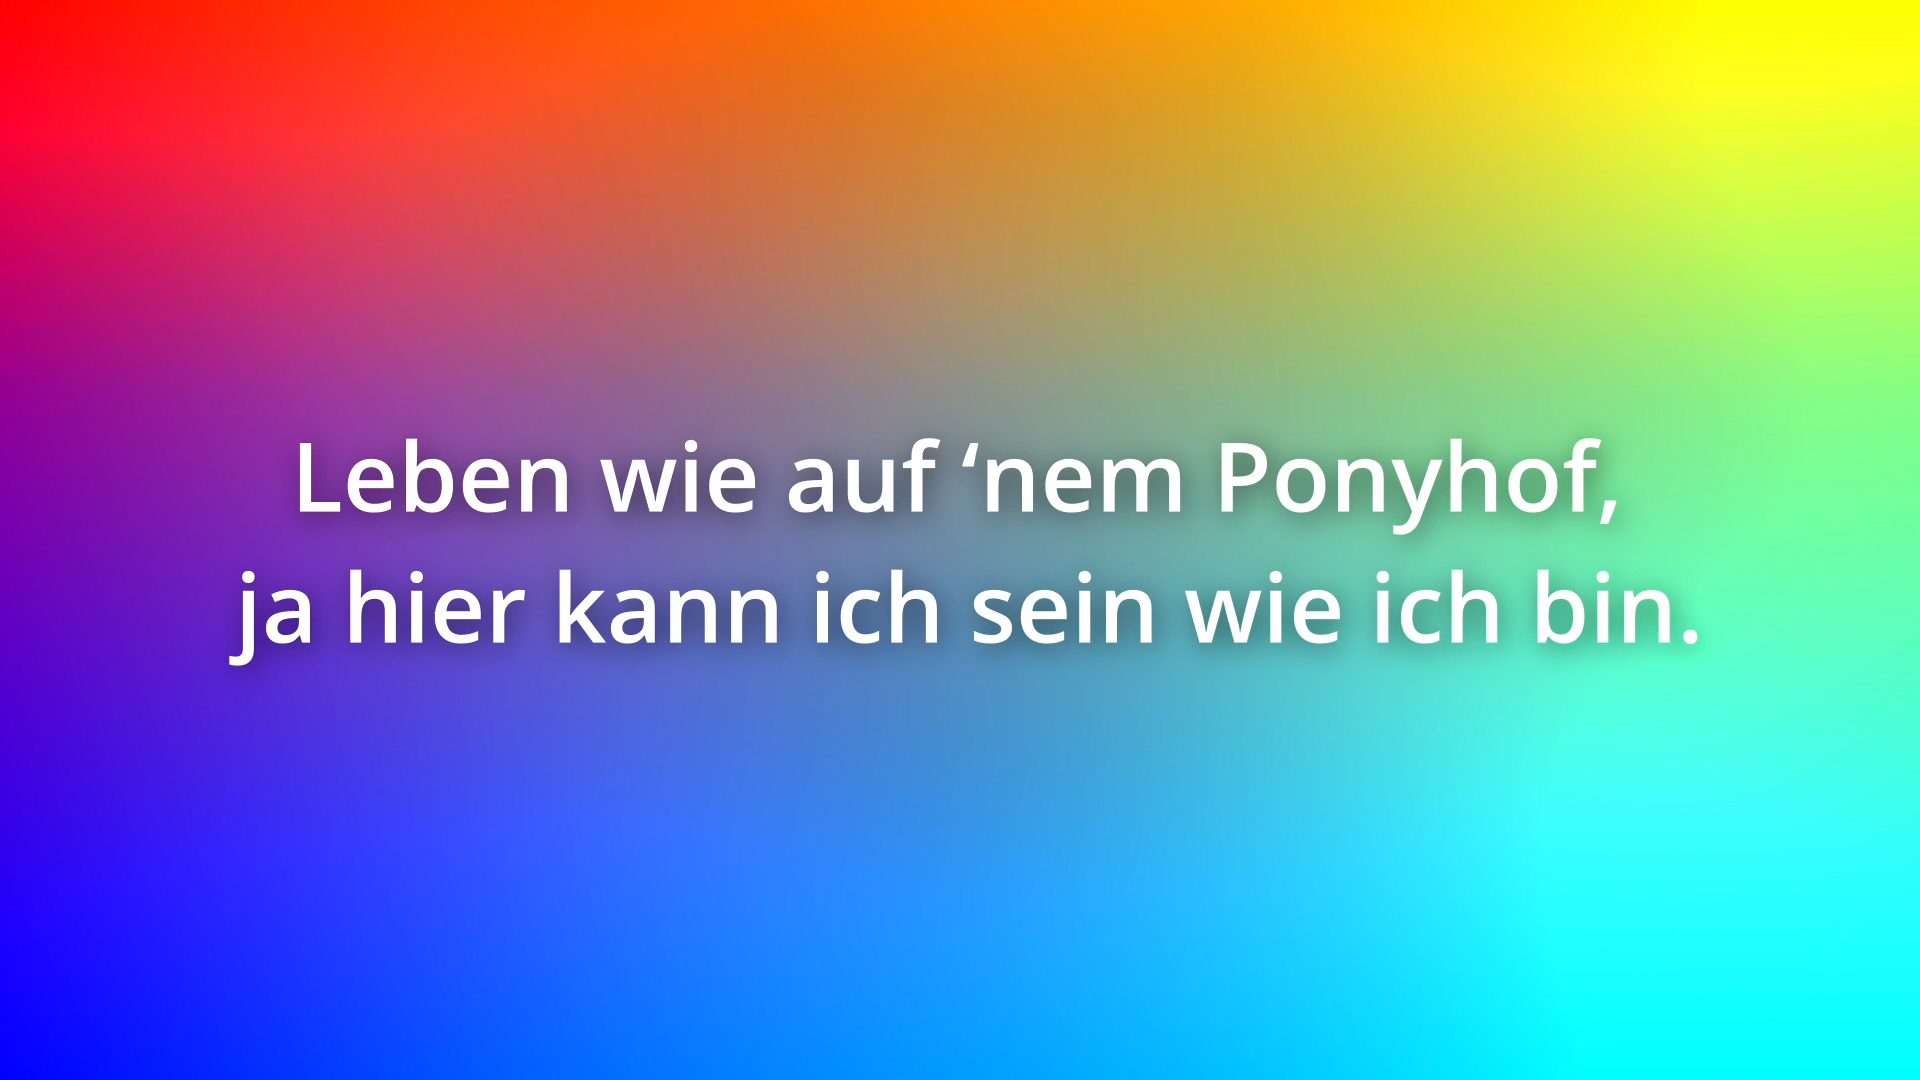 Leben wie auf ‘nem Ponyhof,
ja hier kann ich sein wie ich bin.